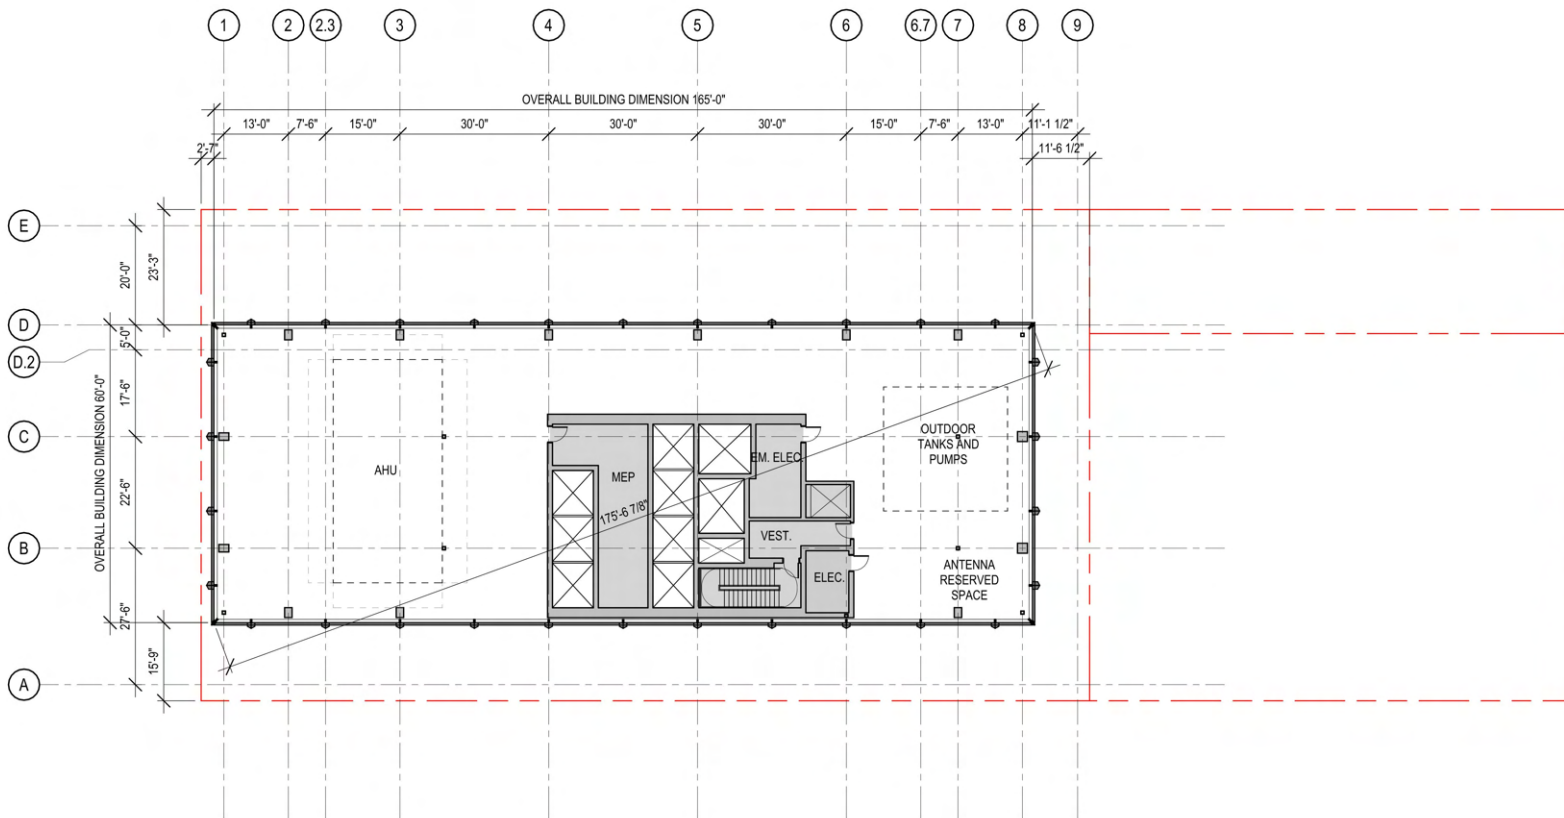 1 2 2.3 3 4 5 6 6.7 7 8 9
OVERALL BUILDING DIMENSION 165'-0"
13'-0" 7'-6" 15'-0" 30'-0" 30'-0" 30'-0" 15'-0" 7'-6" 13'-0" 11'-1 1/2"
2'-7" 11'-6 1/2"
E
20'-0"
23'-3"
D
5'-0"
D.2
OVERALL BUILDING DIMENSION 60'-0"
17'-6"
C
22'-6"
B
27'-6"
15'-9"
A
AHU
MEP
175'-6 7/8"
EM. ELEC.
VEST.
ELEC.
OUTDOOR
TANKS AND
PUMPS
ANTENNA
RESERVED
SPACE